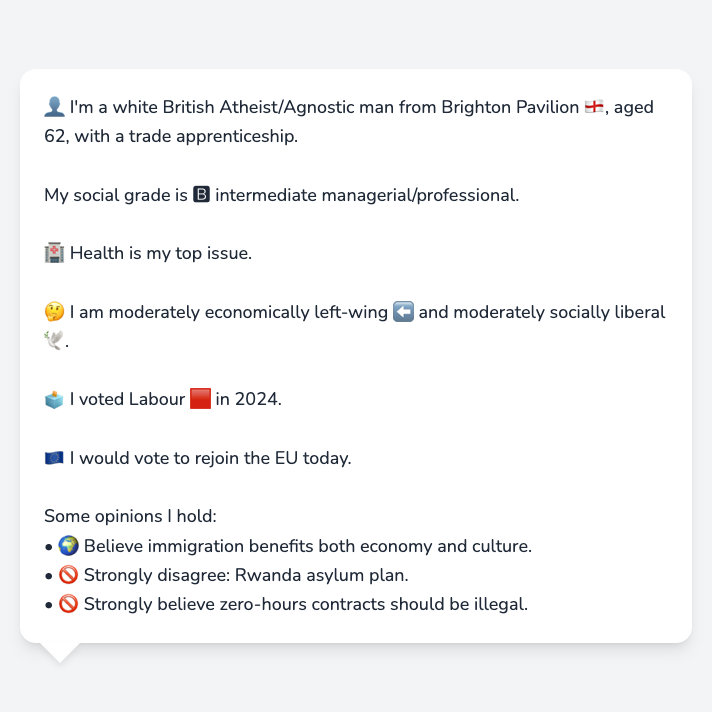 👤 I'm a white British Atheist/Agnostic man from Brighton Pavilion 🏴󠁧󠁢󠁥󠁮󠁧󠁿, aged
62, with a trade apprenticeship.
My social grade is 🅱 intermediate managerial/professional.
🏥 Health is my top issue.
🤔 I am moderately economically left-wing ⬅️ and moderately socially liberal
🕊️.
🗳️ I voted Labour 🟥 in 2024.
🇪🇺 I would vote to rejoin the EU today.
Some opinions I hold:
• 🌍 Believe immigration benefits both economy and culture.
• 🚫 Strongly disagree: Rwanda asylum plan.
• 🚫 Strongly believe zero-hours contracts should be illegal.